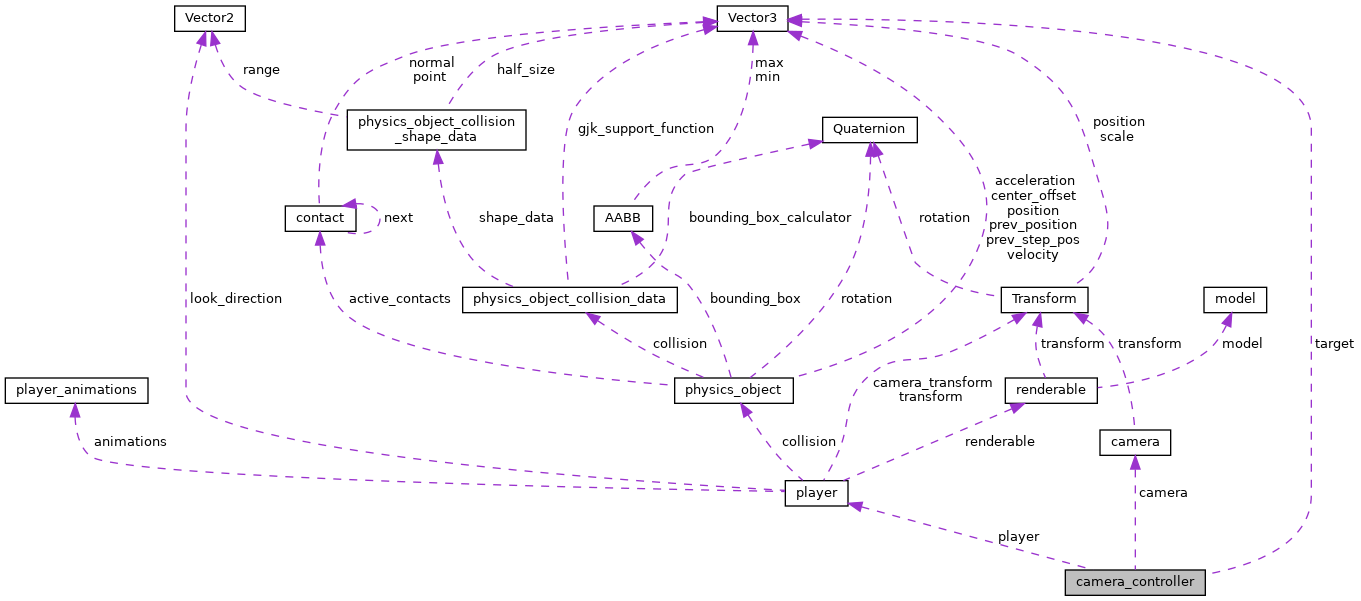 Vector2
Vector3
range
half_size
normal
point
max
min
physics_object_collision
_shape_data
gjk_support_function
Quaternion
position
scale
acceleration
center_offset
position
prev_position
prev_step_pos
velocity
contact
next
shape_data
AABB
bounding_box_calculator
rotation
look_direction
active_contacts
physics_object_collision_data
bounding_box
rotation
Transform
model
collision
transform
transform
model
target
player_animations
physics_object
camera_transform
transform
renderable
animations
collision
renderable
camera
player
camera
player
camera_controller